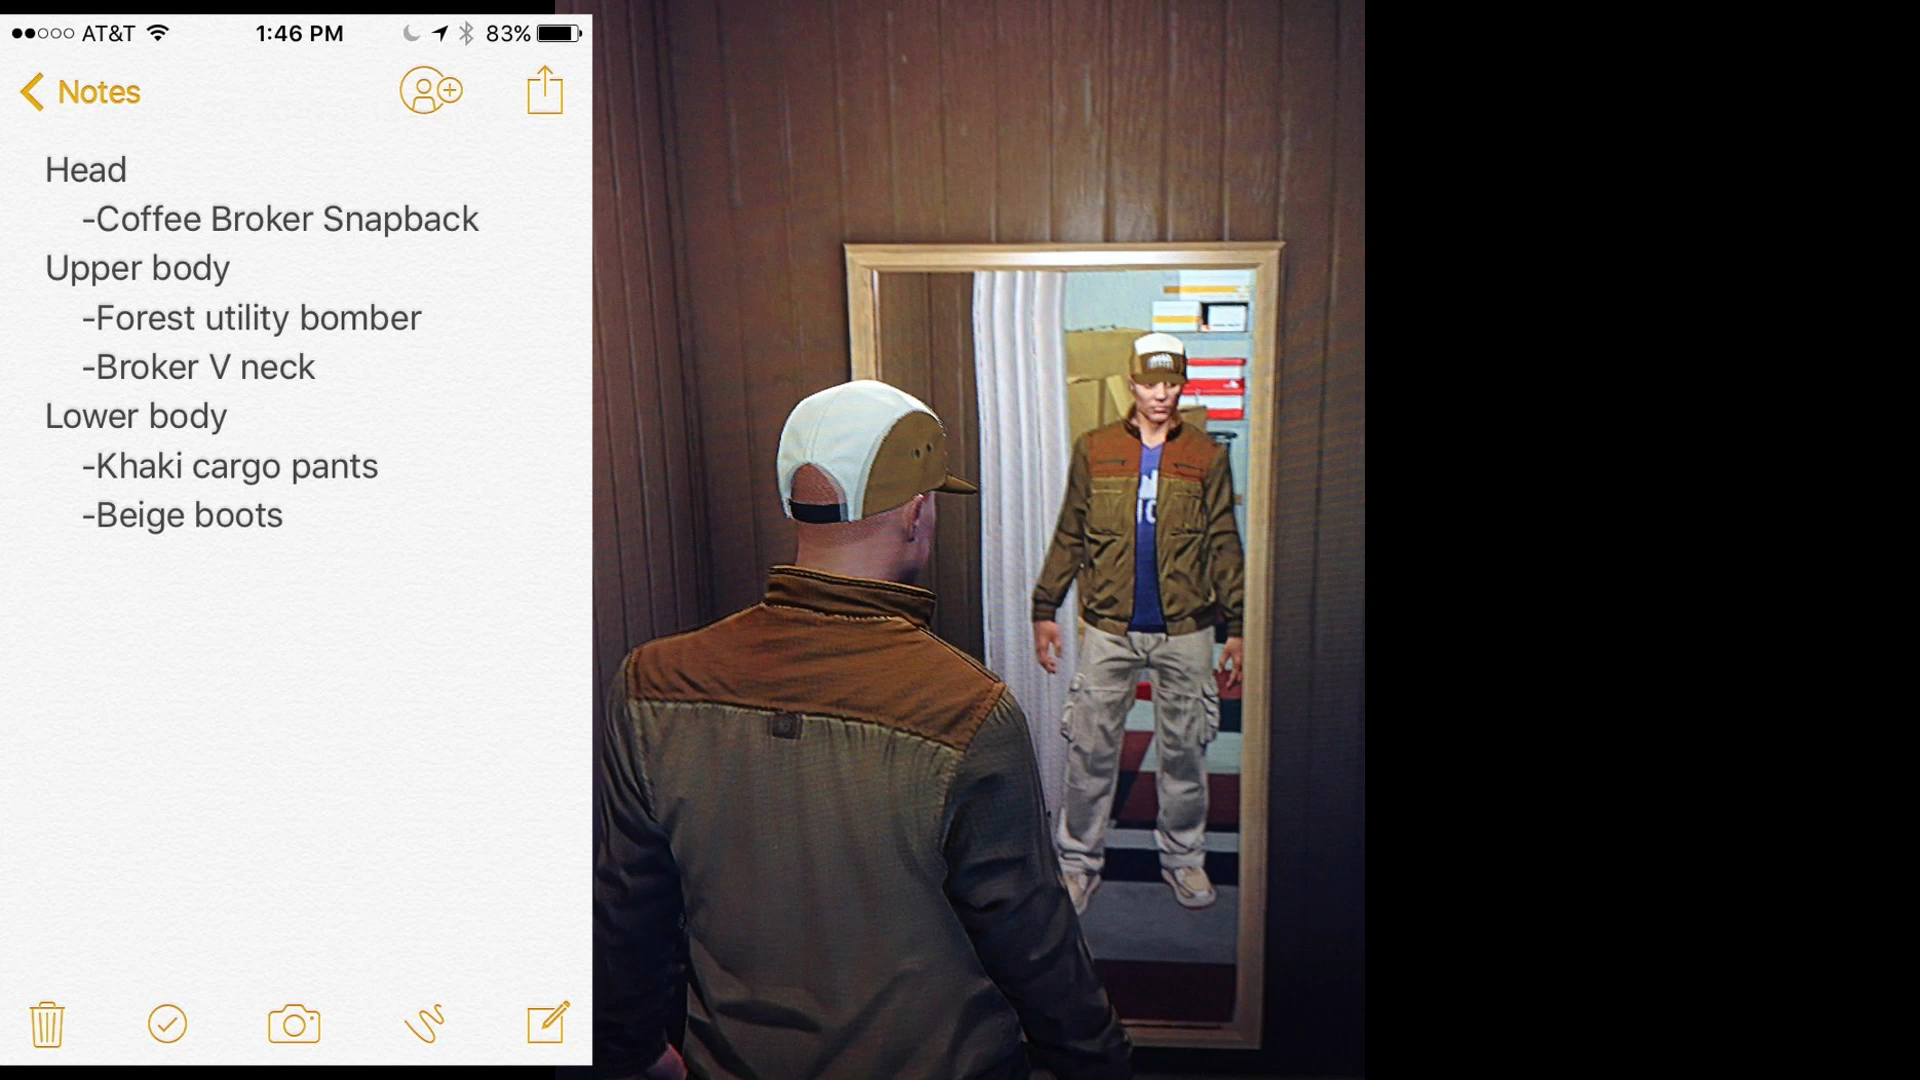 AT&T 1:46 PM 83%
Notes
Head
-Coffee Broker Snapback
Upper body
-Forest utility bomber
-Broker V neck
Lower body
-Khaki cargo pants
-Beige boots